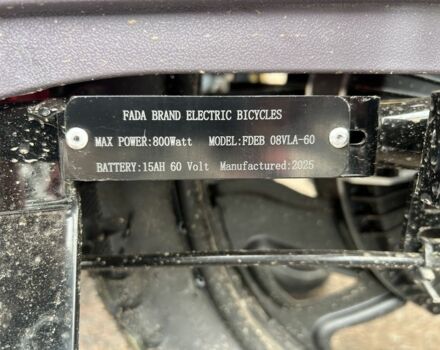 FADA BRAND ELECTRIC BICYCLES
MAX POWER:800Watt MODEL:FDEB 08VLA-60
BATTERY:15AH 60 Volt Manufactured:2025